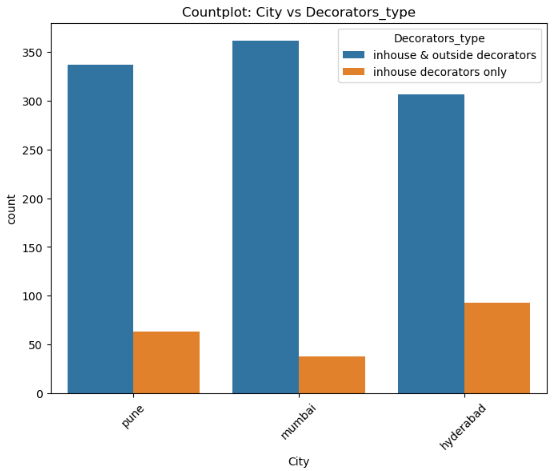 Countplot: City vs Decorators_type
Decorators_type
inhouse & outside decorators
inhouse decorators only
count
350
300
250
200
150
100
50
0
pune
mumbai
hyderabad
City